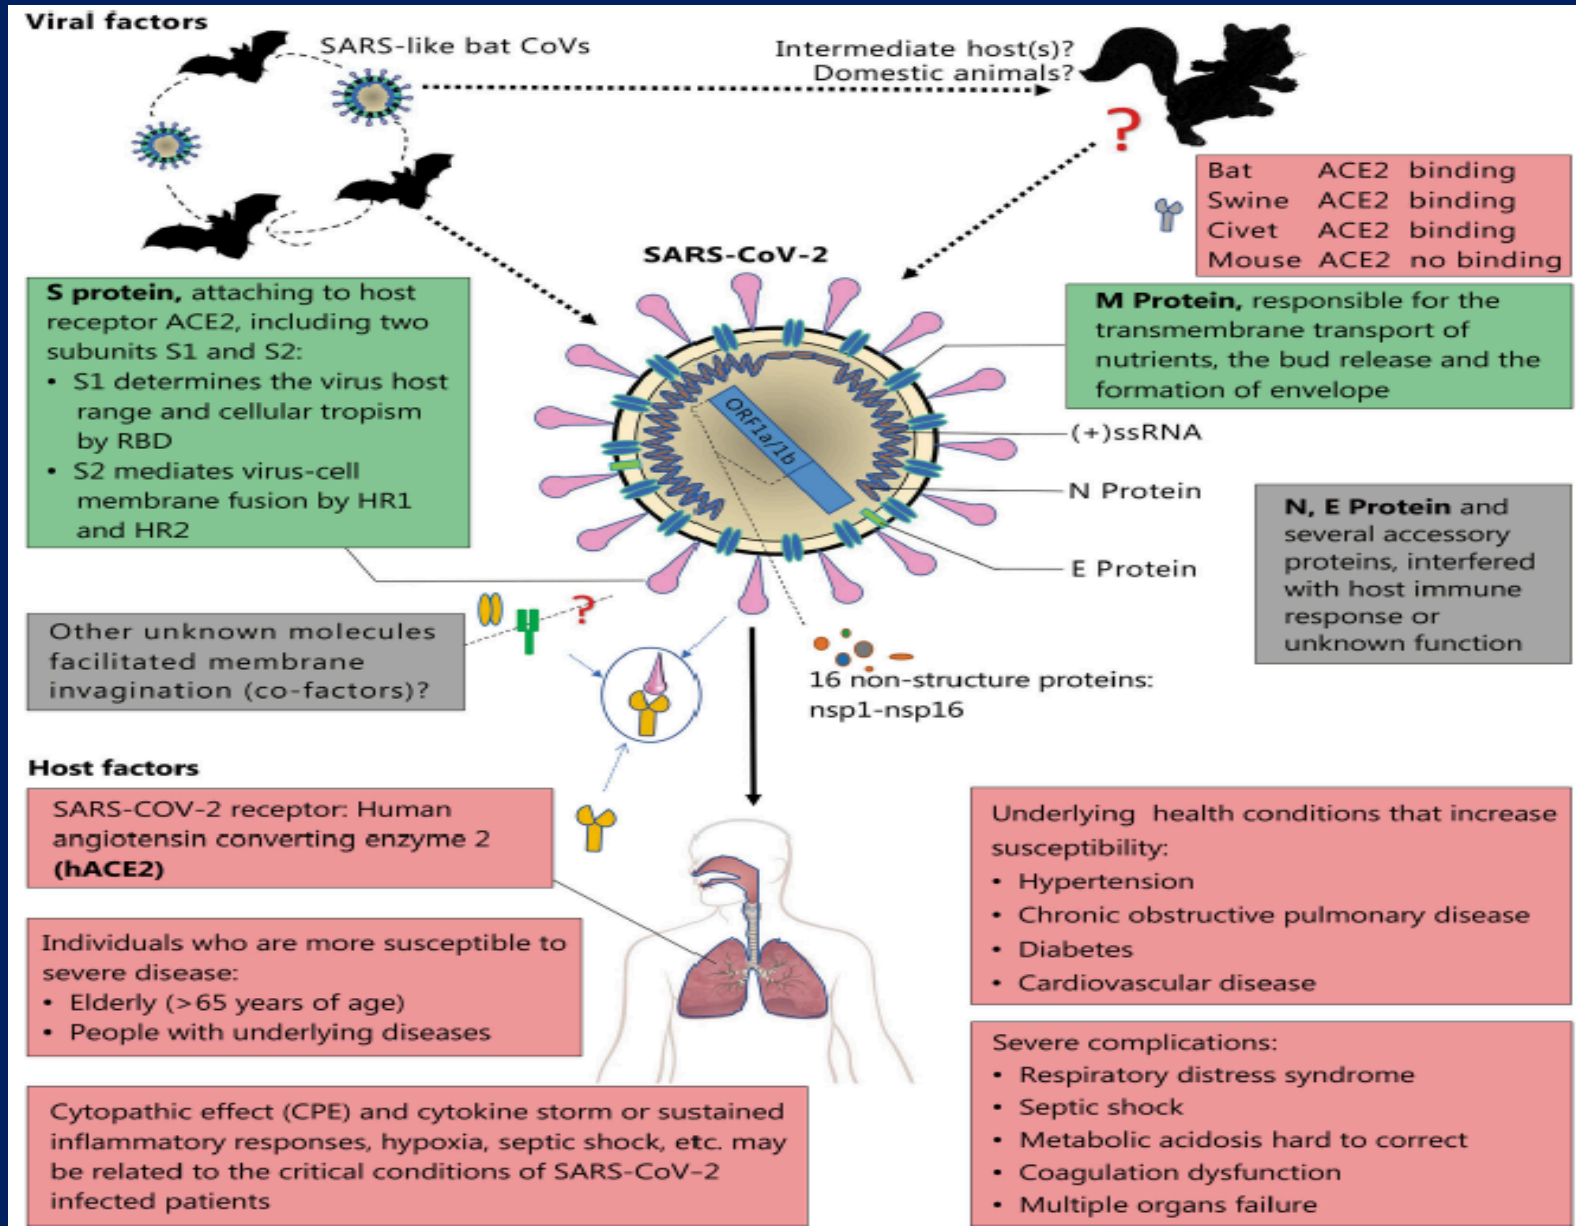 Viral factors
SARS-like bat CoVs
Intermediate host(s)?
Domestic animals?
?
Bat ACE2 binding
Swine ACE2 binding
Civet ACE2 binding
Mouse ACE2 no binding
SARS-CoV-2
S protein, attaching to host
receptor ACE2, including two
subunits S1 and S2:
• S1 determines the virus host
range and cellular tropism
by RBD
• S2 mediates virus-cell
membrane fusion by HR1
and HR2
M Protein, responsible for the
transmembrane transport of
nutrients, the bud release and the
formation of envelope
ORF1a/1b
(+)ssRNA
N Protein
E Protein
N, E Protein and
several accessory
proteins, interfered
with host immune
response or
unknown function
?
Other unknown molecules
facilitated membrane
invagination (co-factors)?
16 non-structure proteins:
nsp1-nsp16
Host factors
SARS-COV-2 receptor: Human
angiotensin converting enzyme 2
(hACE2)
Individuals who are more susceptible to
severe disease:
• Elderly (>65 years of age)
• People with underlying diseases
Cytopathic effect (CPE) and cytokine storm or sustained
inflammatory responses, hypoxia, septic shock, etc. may
be related to the critical conditions of SARS-CoV-2
infected patients
Underlying health conditions that increase
susceptibility:
• Hypertension
• Chronic obstructive pulmonary disease
• Diabetes
• Cardiovascular disease
Severe complications:
• Respiratory distress syndrome
• Septic shock
• Metabolic acidosis hard to correct
• Coagulation dysfunction
• Multiple organs failure